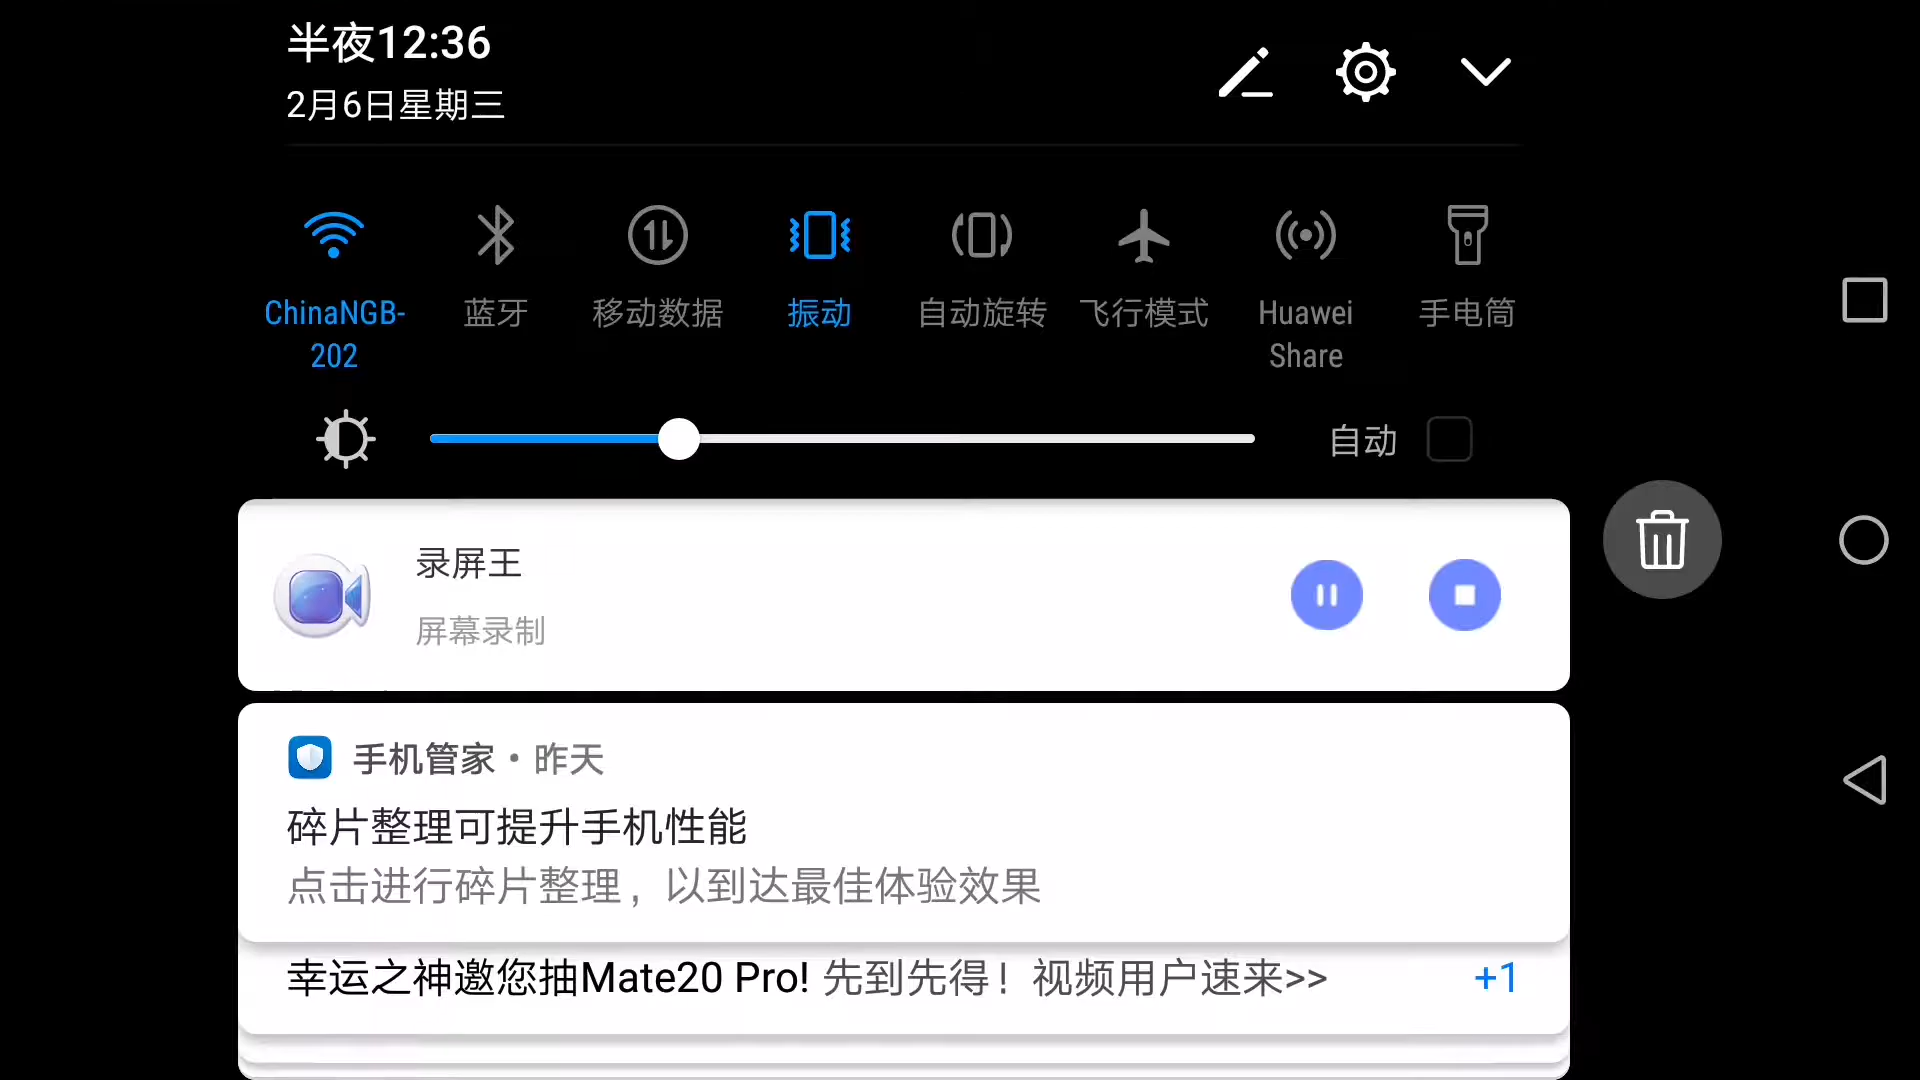 半夜12:36
2月6日星期三
ChinaNGB-
202
蓝牙
移动数据
振动
自动旋转
飞行模式
Huawei
Share
手电筒
自动
录屏王
屏幕录制
手机管家 • 昨天
碎片整理可提升手机性能
点击进行碎片整理，以到达最佳体验效果
幸运之神邀您抽Mate20 Pro! 先到先得！视频用户速来>>
+1